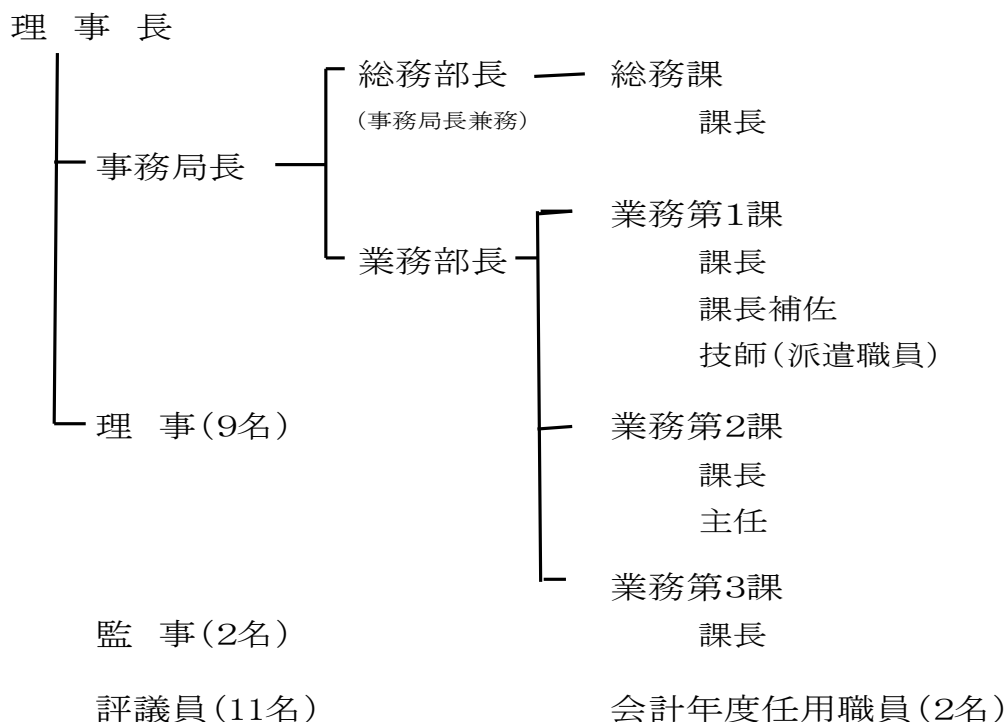 理 事 長
総務部長
総務課
(事務局長兼務)
課長
事務局長
業務第1課
業務部長
課長
課長補佐
技師(派遣職員)
理 事(9名)
業務第2課
課長
主任
業務第3課
監 事(2名)
課長
評議員(11名)
会計年度任用職員(2名)